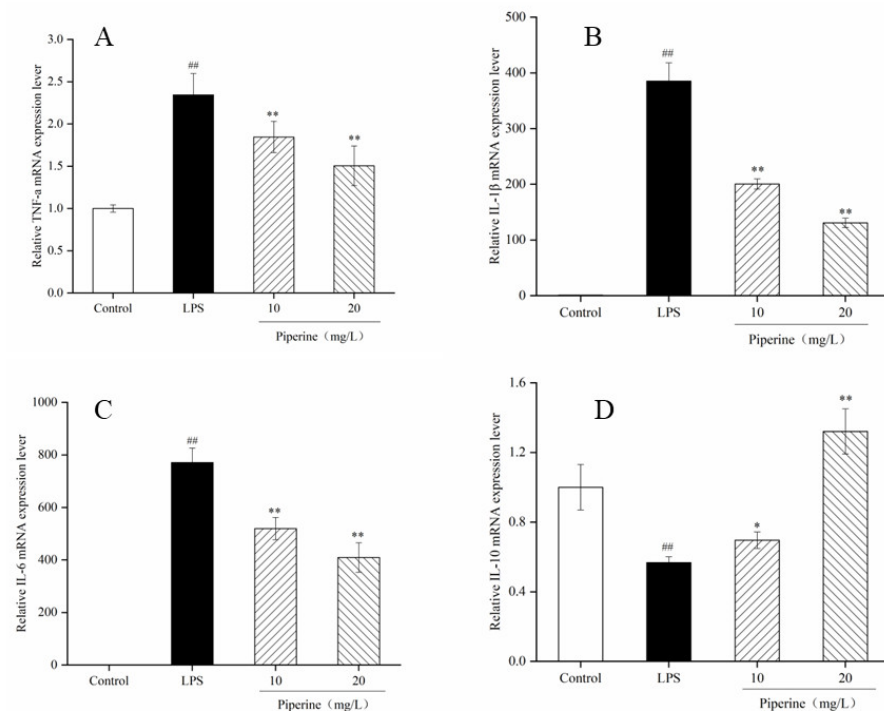 A
Relative TNF-a mRNA expression lever
3.0
2.5
2.0
1.5
1.0
0.5
0.0
##
**
**
Control
LPS
10
20
Piperine（mg/L）
B
Relative IL-1β mRNA expression lever
500
400
300
200
100
0
##
**
**
Control
LPS
10
20
Piperine（mg/L）
C
Relative IL-6 mRNA expression lever
1000
800
600
400
200
0
##
**
**
Control
LPS
10
20
Piperine（mg/L）
D
Relative IL-10 mRNA expression lever
1.6
1.2
0.8
0.4
0.0
##
*
**
Control
LPS
10
20
Piperine（mg/L）